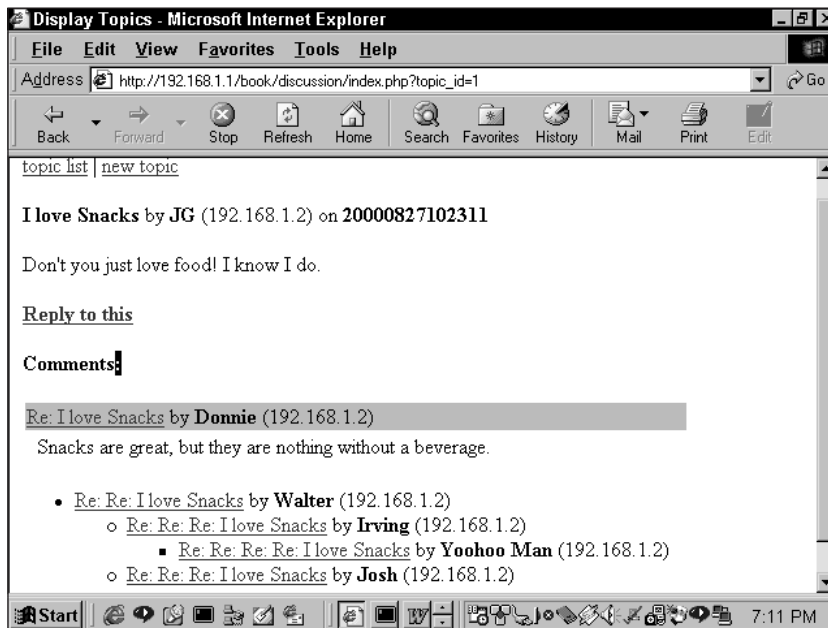 Display Topics - Microsoft Internet Explorer
File Edit View Favorites Tools Help
Address http://192.168.1.1/book/discussion/index.php?topic_id=1 Go
Back Forward Stop Refresh Home Search Favorites History Mail Print Edit
topic list | new topic
I love Snacks by JG (192.168.1.2) on 20000827102311
Don't you just love food! I know I do.
Reply to this
Comments:
Re: I love Snacks by Donnie (192.168.1.2)
Snacks are great, but they are nothing without a beverage.
• Re: Re: I love Snacks by Walter (192.168.1.2)
○ Re: Re: Re: I love Snacks by Irving (192.168.1.2)
■ Re: Re: Re: Re: I love Snacks by Yoohoo Man (192.168.1.2)
○ Re: Re: Re: I love Snacks by Josh (192.168.1.2)
Start 7:11 PM